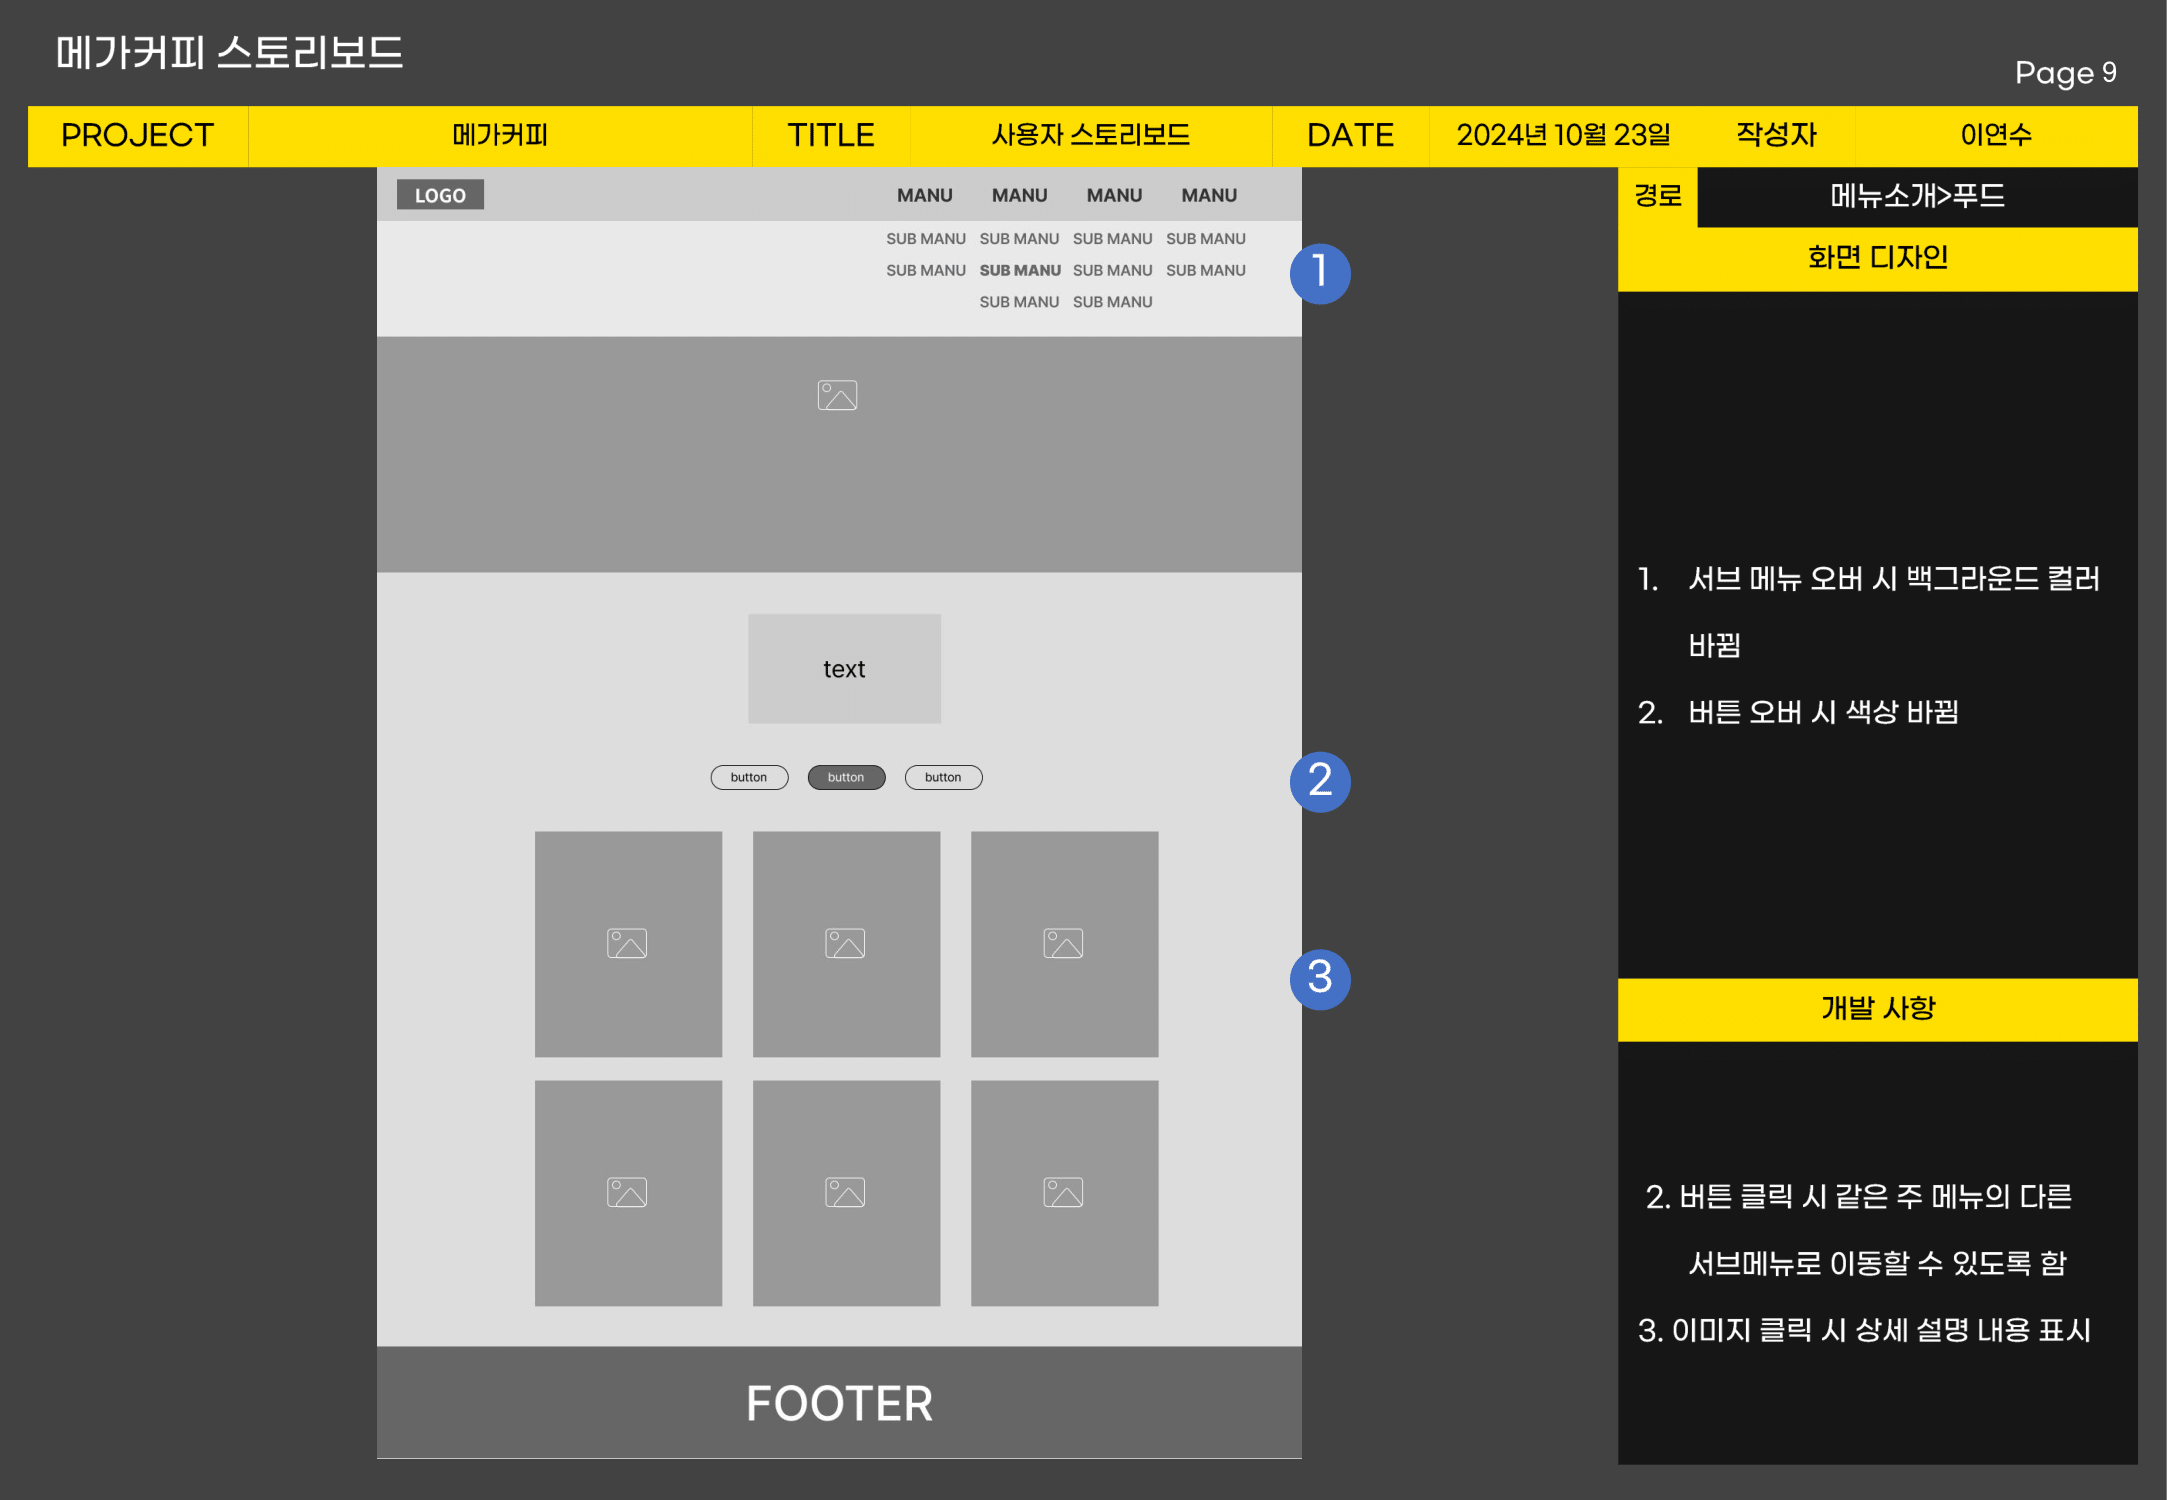 메가커피 스토리보드
Page 9
PROJECT 메가커피 TITLE 사용자 스토리보드 DATE 2024년 10월 23일 작성자 이연수
LOGO MANU MANU MANU MANU
SUB MANU SUB MANU SUB MANU SUB MANU
SUB MANU SUB MANU SUB MANU SUB MANU
SUB MANU SUB MANU
1
text
button button button
2
3
FOOTER
경로 메뉴소개>푸드
화면 디자인
1. 서브 메뉴 오버 시 백그라운드 컬러
바뀜
2. 버튼 오버 시 색상 바뀜
개발 사항
2. 버튼 클릭 시 같은 주 메뉴의 다른
서브메뉴로 이동할 수 있도록 함
3. 이미지 클릭 시 상세 설명 내용 표시